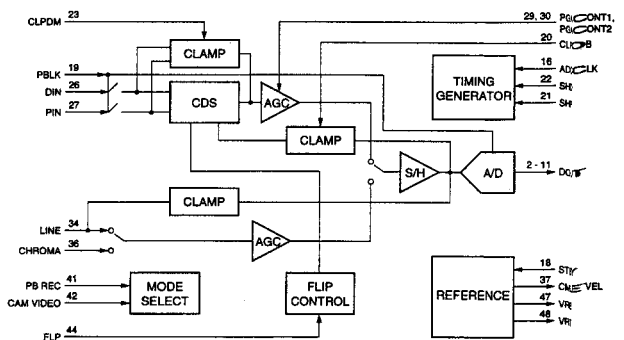 CLPDM 23
29, 30
20
CLAMP
PBLK 19
DIN 26
PIN 27
CDS
AGC
TIMING GENERATOR
16
22
21
CLAMP
S/H
A/D
2 - 11
CLAMP
LINE 34
CHROMA 36
AGC
PB REC 41
CAM VIDEO 42
MODE SELECT
FLIP CONTROL
FLP 44
REFERENCE
18
37
47
48